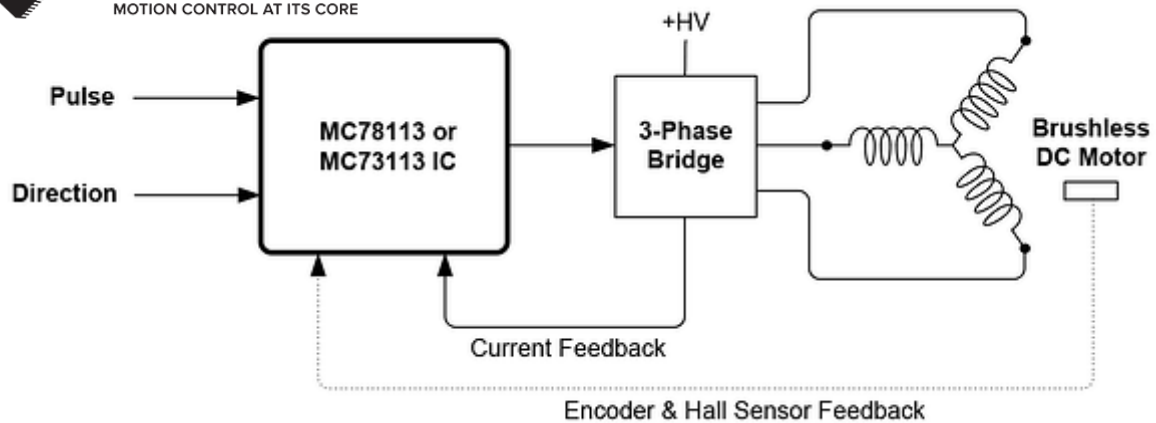 MOTION CONTROL AT ITS CORE
+HV
Pulse
Direction
MC78113 or
MC73113 IC
3-Phase
Bridge
Brushless
DC Motor
Current Feedback
Encoder & Hall Sensor Feedback